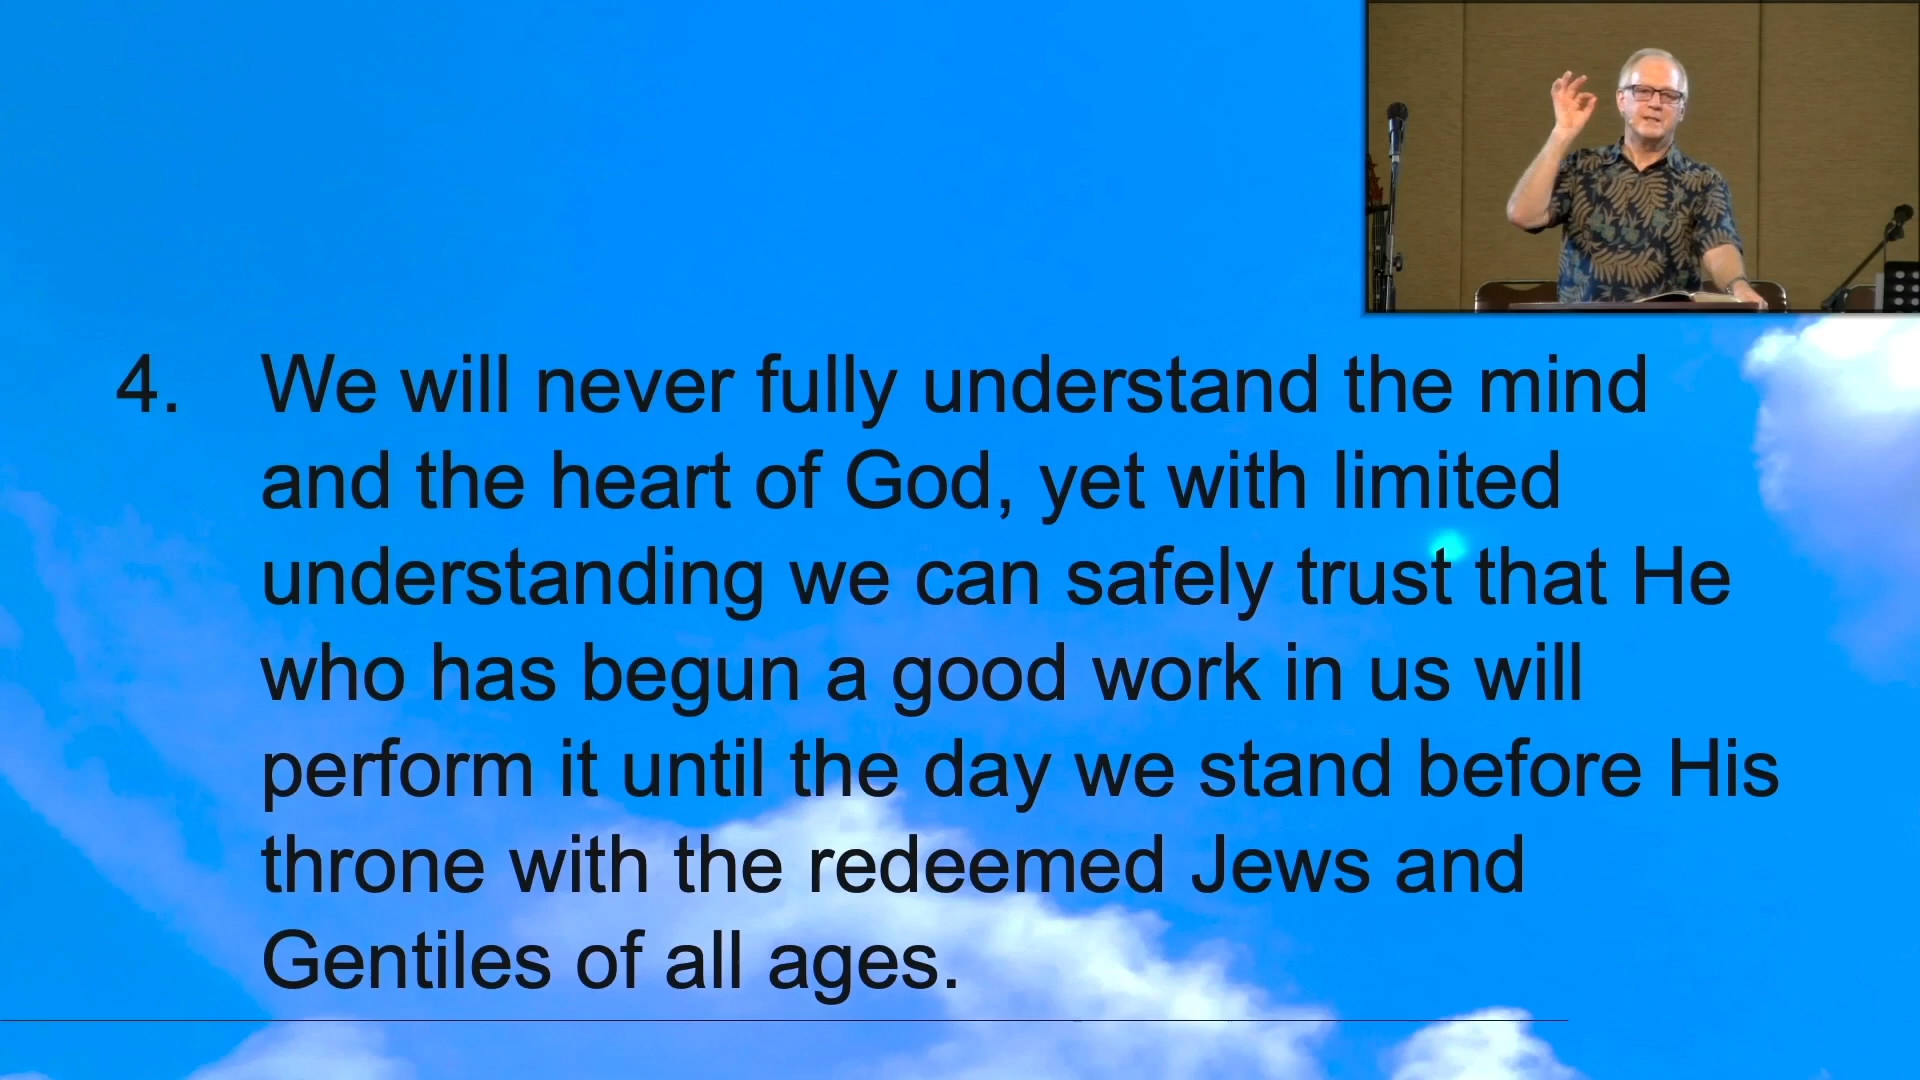 4. We will never fully understand the mind
and the heart of God, yet with limited
understanding we can safely trust that He
who has begun a good work in us will
perform it until the day we stand before His
throne with the redeemed Jews and
Gentiles of all ages.